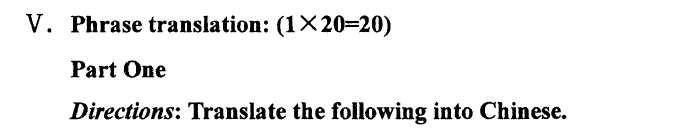 Ⅴ. Phrase translation: (1×20=20)
Part One
Directions: Translate the following into Chinese.